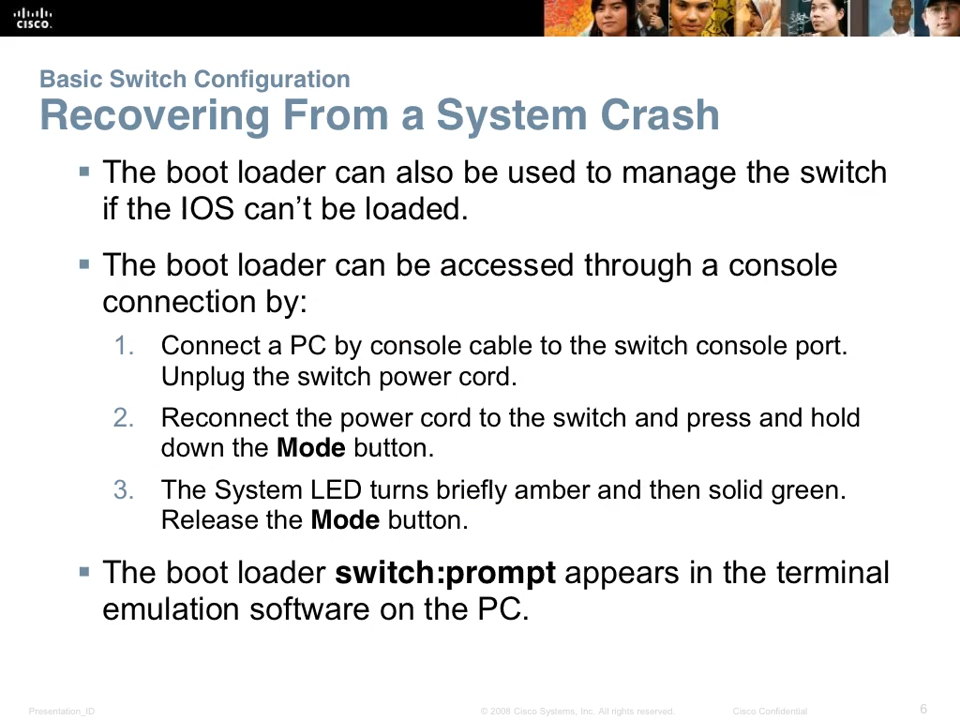 CISCO
Basic Switch Configuration
Recovering From a System Crash
▪ The boot loader can also be used to manage the switch
if the IOS can’t be loaded.
▪ The boot loader can be accessed through a console
connection by:
1. Connect a PC by console cable to the switch console port.
Unplug the switch power cord.
2. Reconnect the power cord to the switch and press and hold
down the Mode button.
3. The System LED turns briefly amber and then solid green.
Release the Mode button.
▪ The boot loader switch:prompt appears in the terminal
emulation software on the PC.
Presentation_ID © 2008 Cisco Systems, Inc. All rights reserved. Cisco Confidential 6